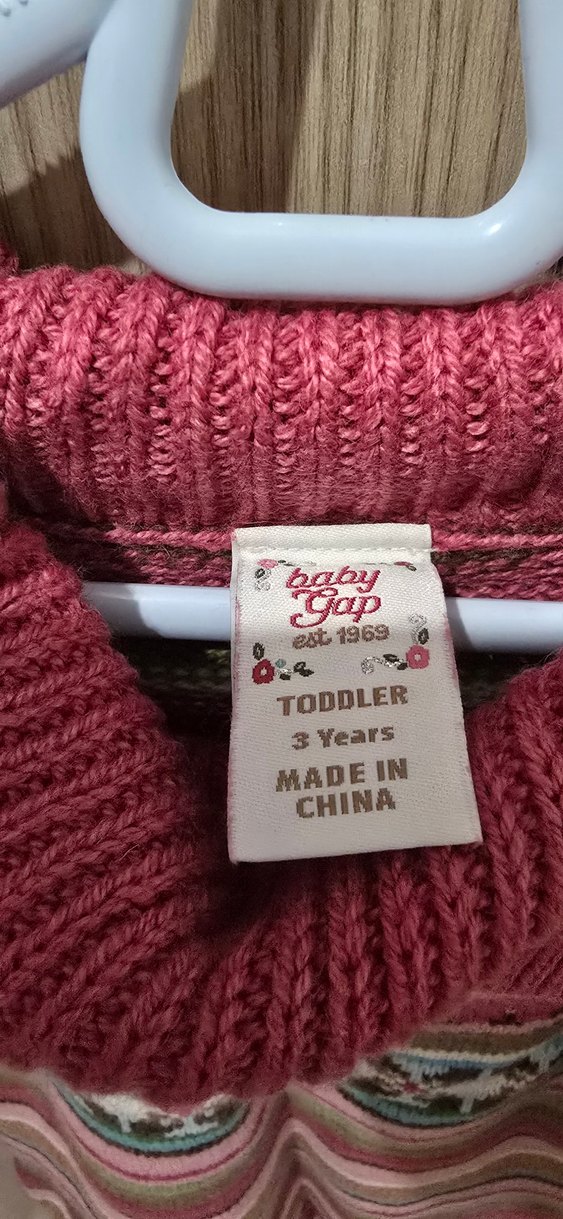 baby
Gap
est 1969
TODDLER
3 Years
MADE IN
CHINA